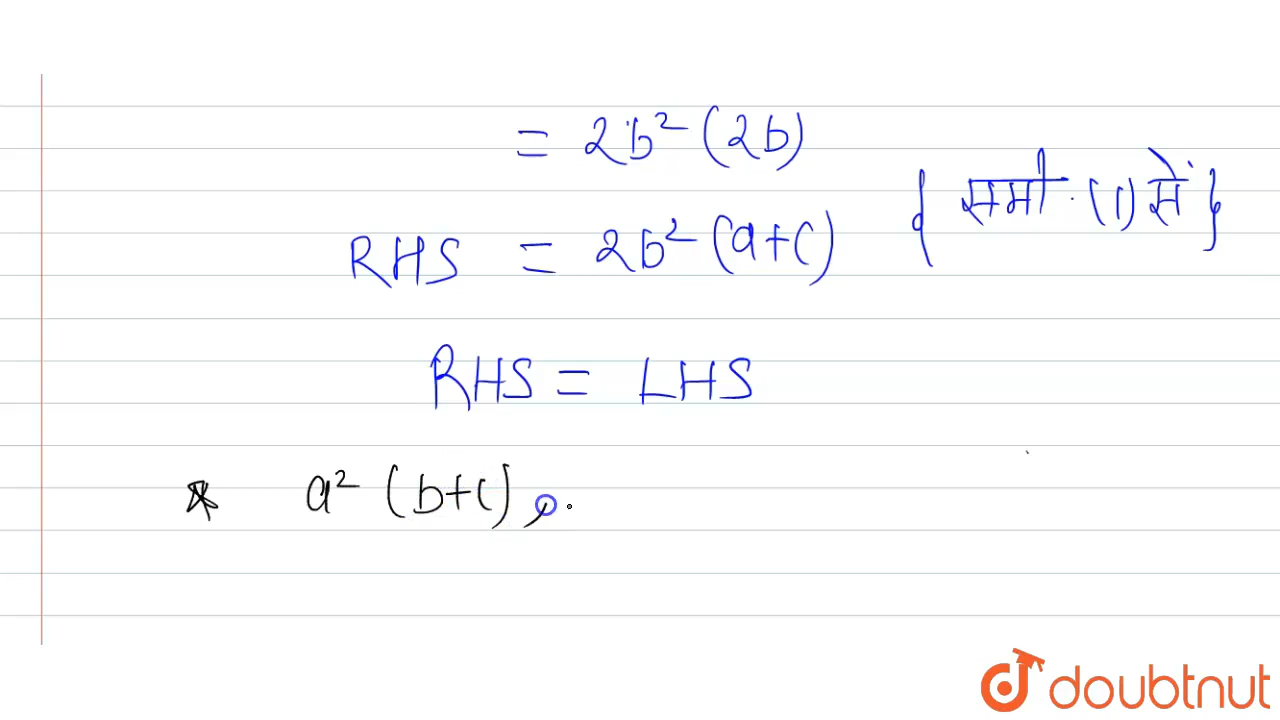 = 2b² (2b)
{ समी. (1) से }
RHS = 2b² (a+c)
RHS = LHS
* a² (b+c),
doubtnut